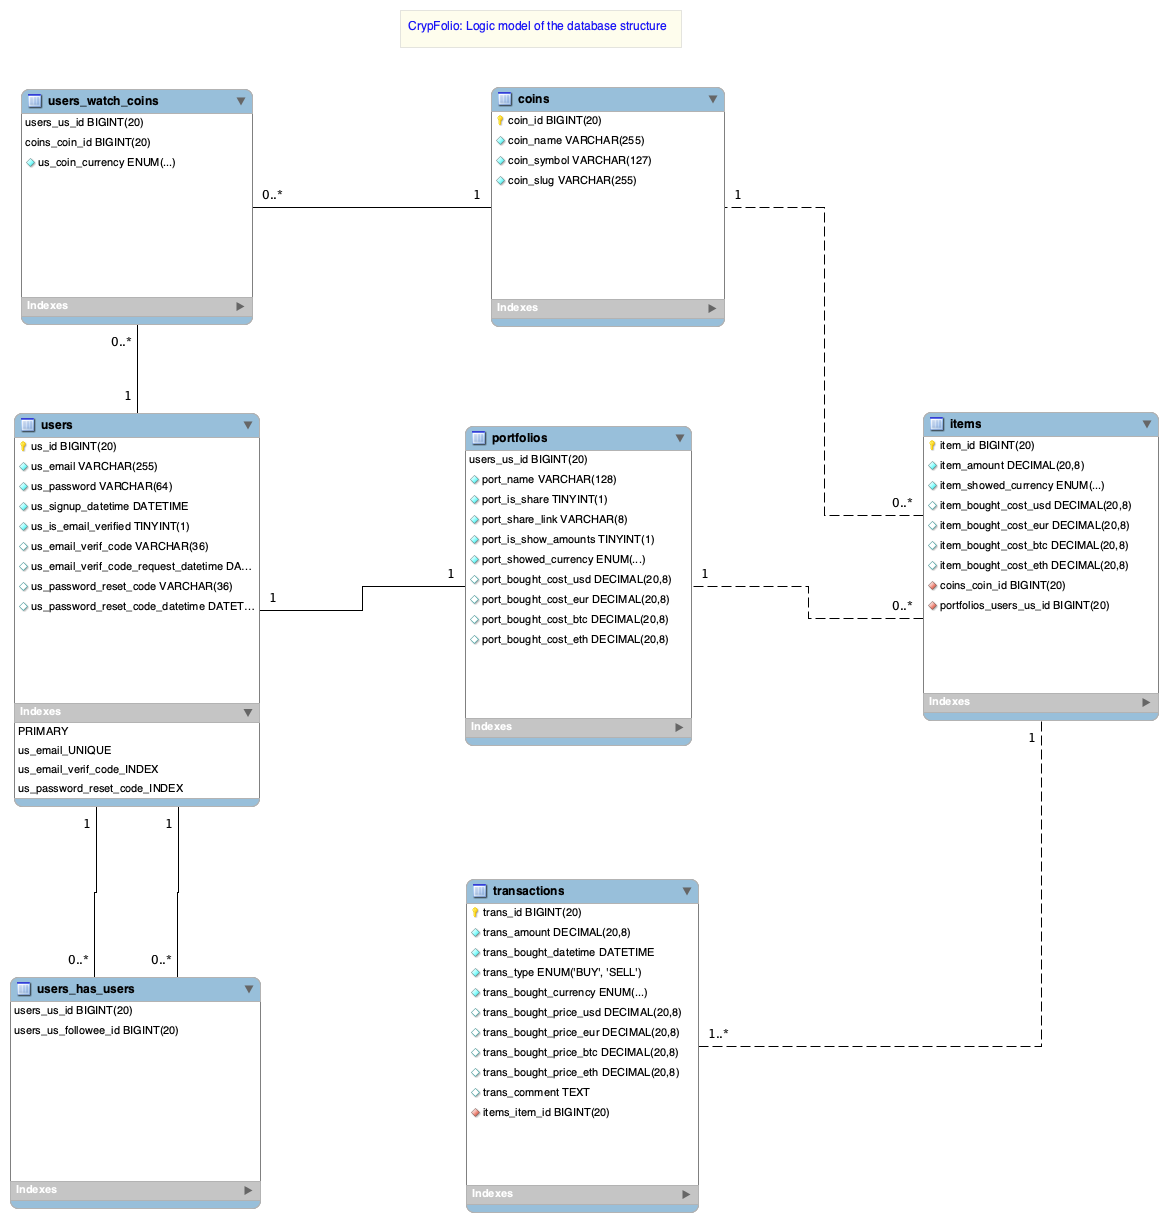 CrypFolio: Logic model of the database structure
users_watch_coins
users_us_id BIGINT(20)
coins_coin_id BIGINT(20)
us_coin_currency ENUM(...)
Indexes
0..*
1
coins
coin_id BIGINT(20)
coin_name VARCHAR(255)
coin_symbol VARCHAR(127)
coin_slug VARCHAR(255)
Indexes
1
0..*
0..*
1
users
us_id BIGINT(20)
us_email VARCHAR(255)
us_password VARCHAR(64)
us_signup_datetime DATETIME
us_is_email_verified TINYINT(1)
us_email_verif_code VARCHAR(36)
us_email_verif_code_request_datetime DA...
us_password_reset_code VARCHAR(36)
us_password_reset_code_datetime DATET...
Indexes
PRIMARY
us_email_UNIQUE
us_email_verif_code_INDEX
us_password_reset_code_INDEX
1
1
portfolios
users_us_id BIGINT(20)
port_name VARCHAR(128)
port_is_share TINYINT(1)
port_share_link VARCHAR(8)
port_is_show_amounts TINYINT(1)
port_showed_currency ENUM(...)
port_bought_cost_usd DECIMAL(20,8)
port_bought_cost_eur DECIMAL(20,8)
port_bought_cost_btc DECIMAL(20,8)
port_bought_cost_eth DECIMAL(20,8)
Indexes
1
0..*
items
item_id BIGINT(20)
item_amount DECIMAL(20,8)
item_showed_currency ENUM(...)
item_bought_cost_usd DECIMAL(20,8)
item_bought_cost_eur DECIMAL(20,8)
item_bought_cost_btc DECIMAL(20,8)
item_bought_cost_eth DECIMAL(20,8)
coins_coin_id BIGINT(20)
portfolios_users_us_id BIGINT(20)
Indexes
1
1
1
0..*
0..*
users_has_users
users_us_id BIGINT(20)
users_us_followee_id BIGINT(20)
Indexes
transactions
trans_id BIGINT(20)
trans_amount DECIMAL(20,8)
trans_bought_datetime DATETIME
trans_type ENUM('BUY', 'SELL')
trans_bought_currency ENUM(...)
trans_bought_price_usd DECIMAL(20,8)
trans_bought_price_eur DECIMAL(20,8)
trans_bought_price_btc DECIMAL(20,8)
trans_bought_price_eth DECIMAL(20,8)
trans_comment TEXT
items_item_id BIGINT(20)
Indexes
1..*